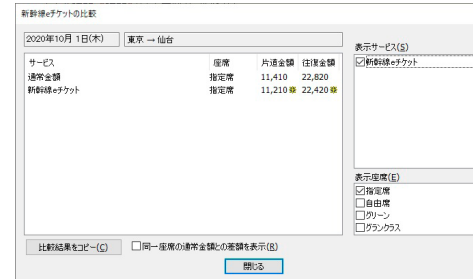 新幹線eチケットの比較
2020年10月 1日(木) 東京 → 仙台
サービス 座席 片道金額 往復金額
通常金額 指定席 11,410 22,820
新幹線eチケット 指定席 11,210 22,420
表示サービス(S)
新幹線eチケット
表示座席(E)
指定席
自由席
グリーン
グランクラス
比較結果をコピー(C) 同一座席の通常金額との差額を表示(R)
閉じる